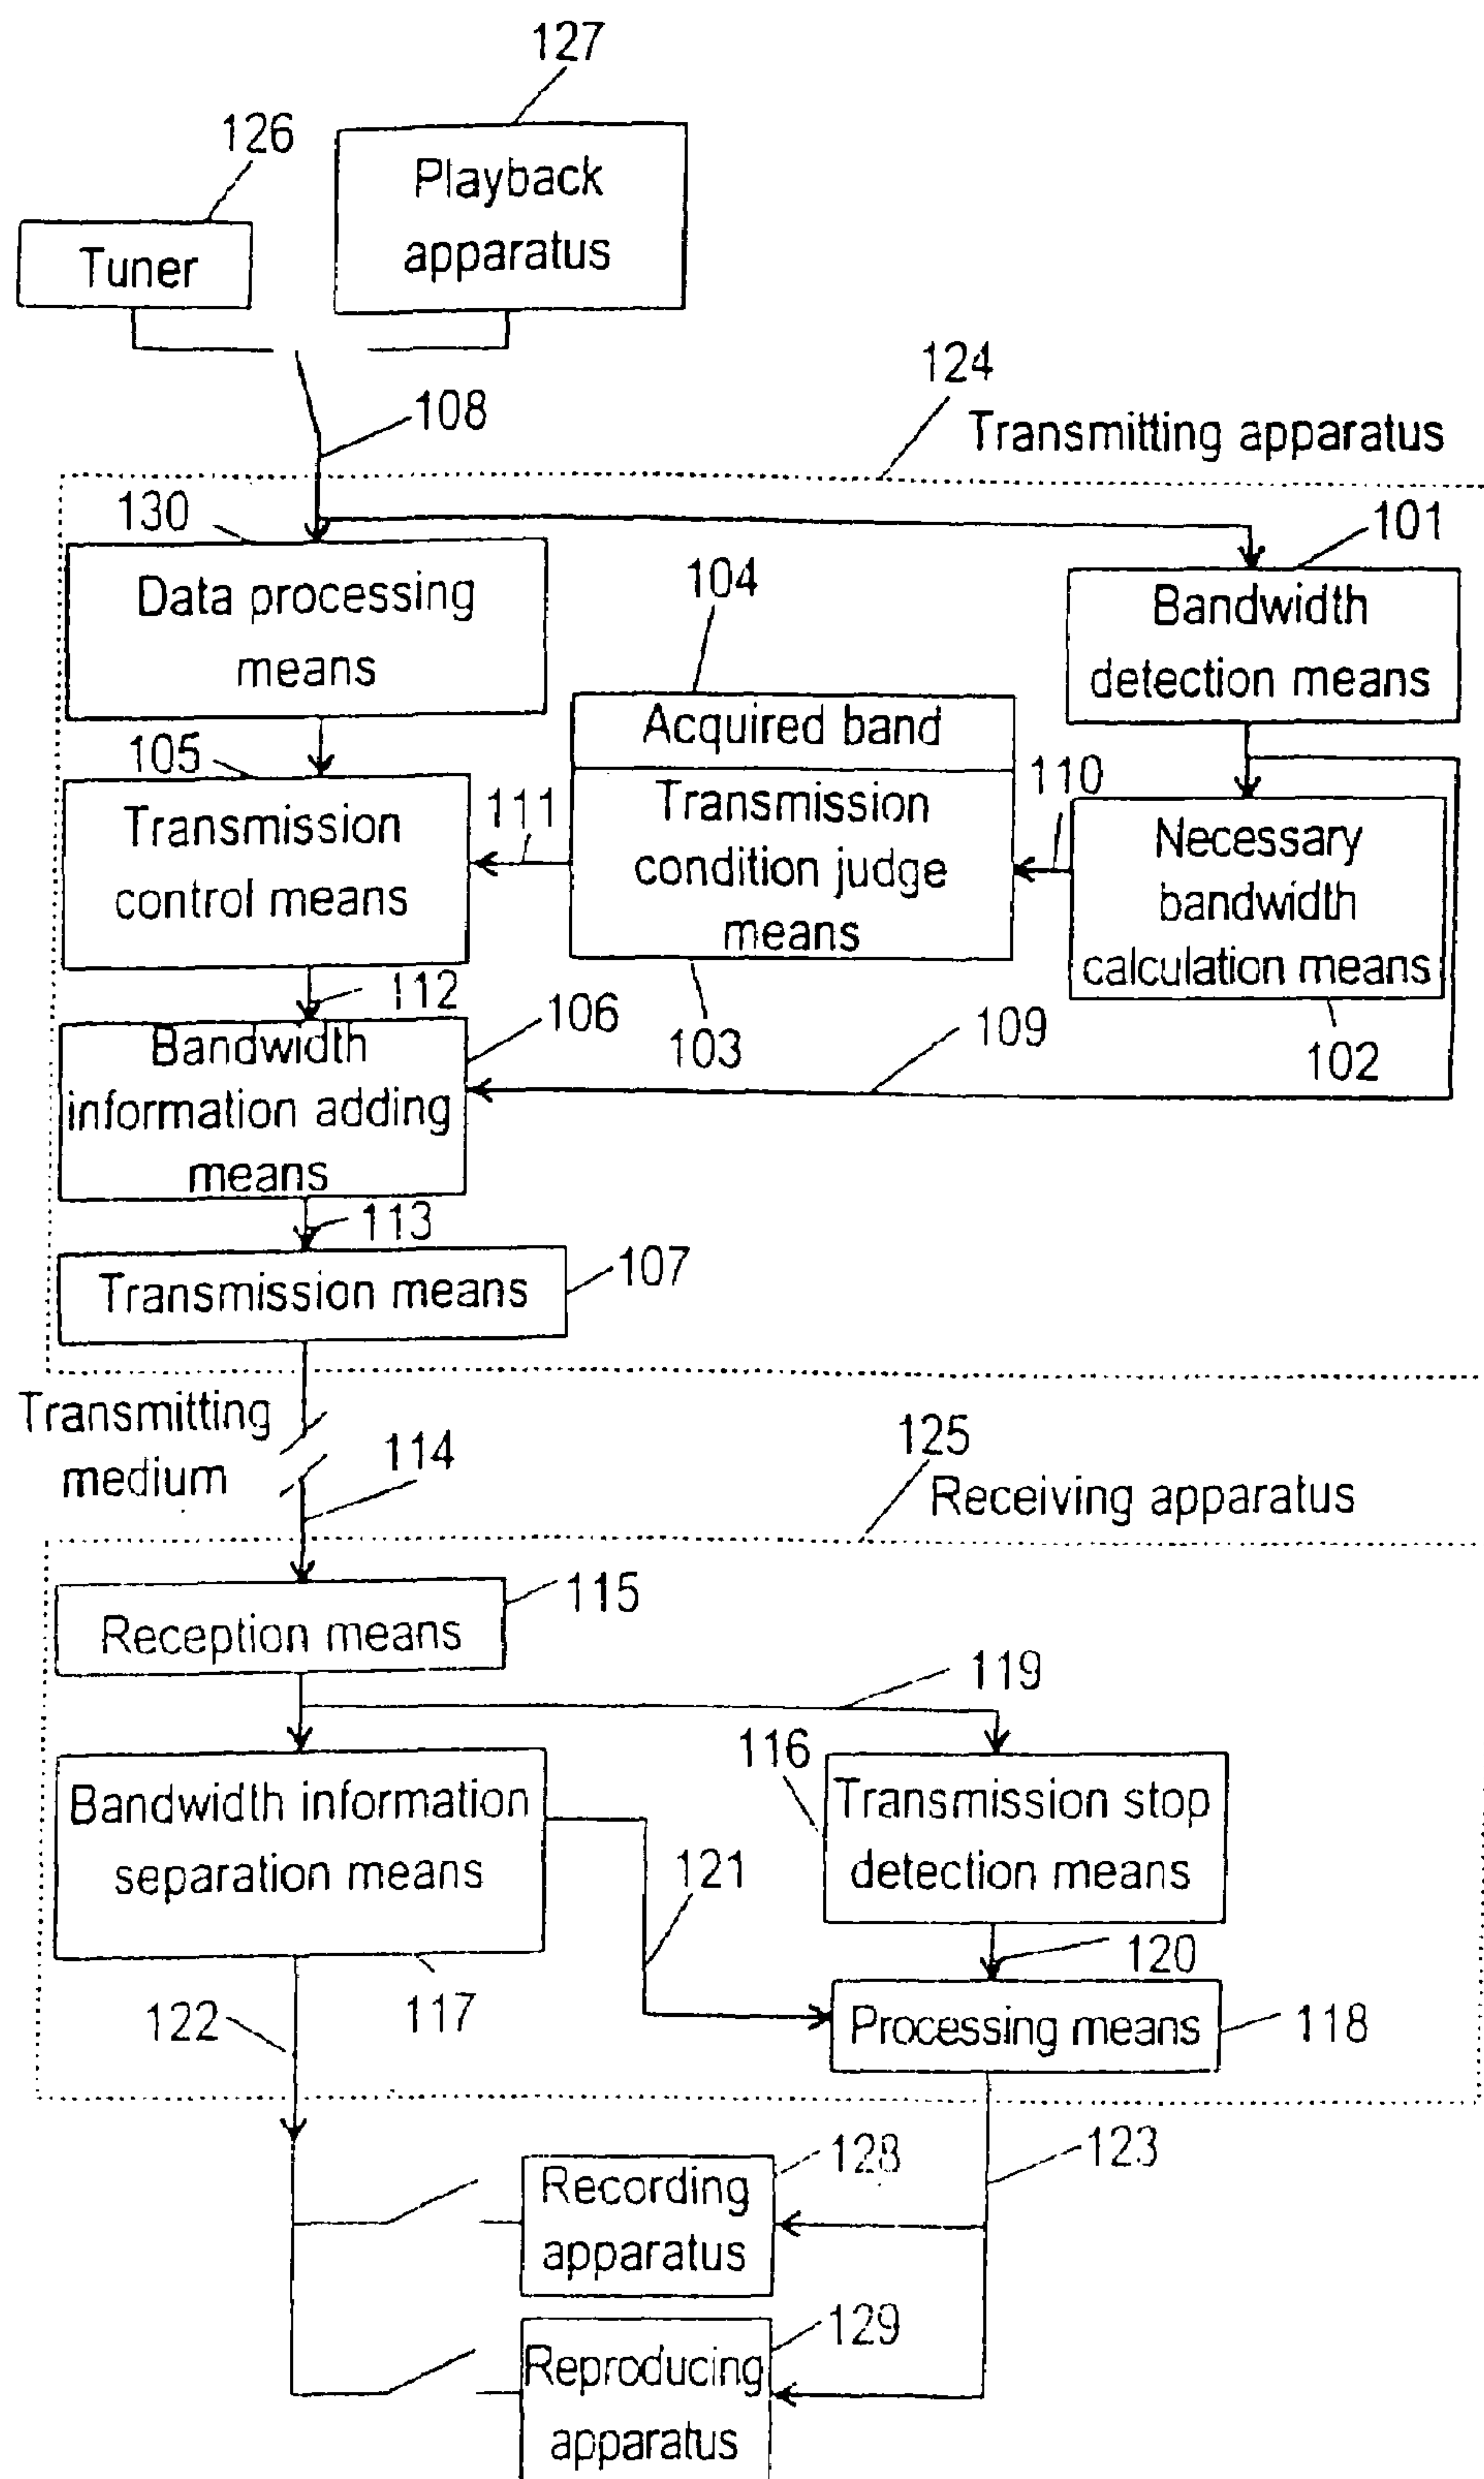 127
126
Playback
apparatus
Tuner
124
108
Transmitting apparatus
130
101
Data processing
means
104
Bandwidth
detection means
Acquired band
105
110
Transmission
control means
111
Transmission
condition judge
means
Necessary
bandwidth
calculation means
112
106
103
109
102
Bandwidth
information adding
means
113
Transmission means
107
Transmitting
medium
114
125
Receiving apparatus
115
Reception means
119
116
Bandwidth information
separation means
Transmission stop
detection means
121
120
122
117
Processing means
118
123
128
Recording
apparatus
129
Reproducing
apparatus